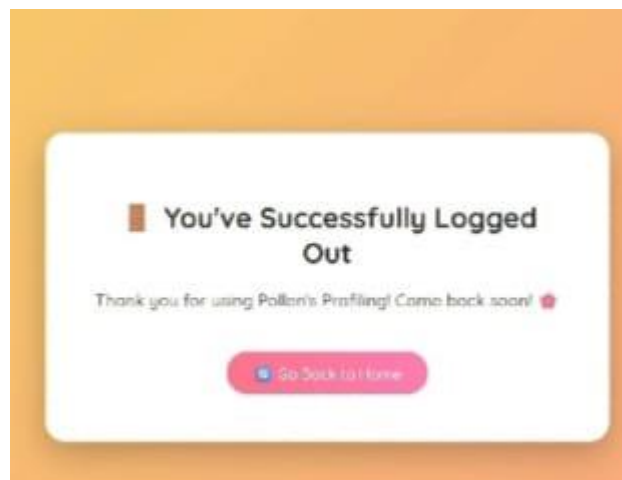 🚪 You've Successfully Logged
Out
Thank you for using Pollen's Profiling! Come back soon! 🌸
Go Back to Home